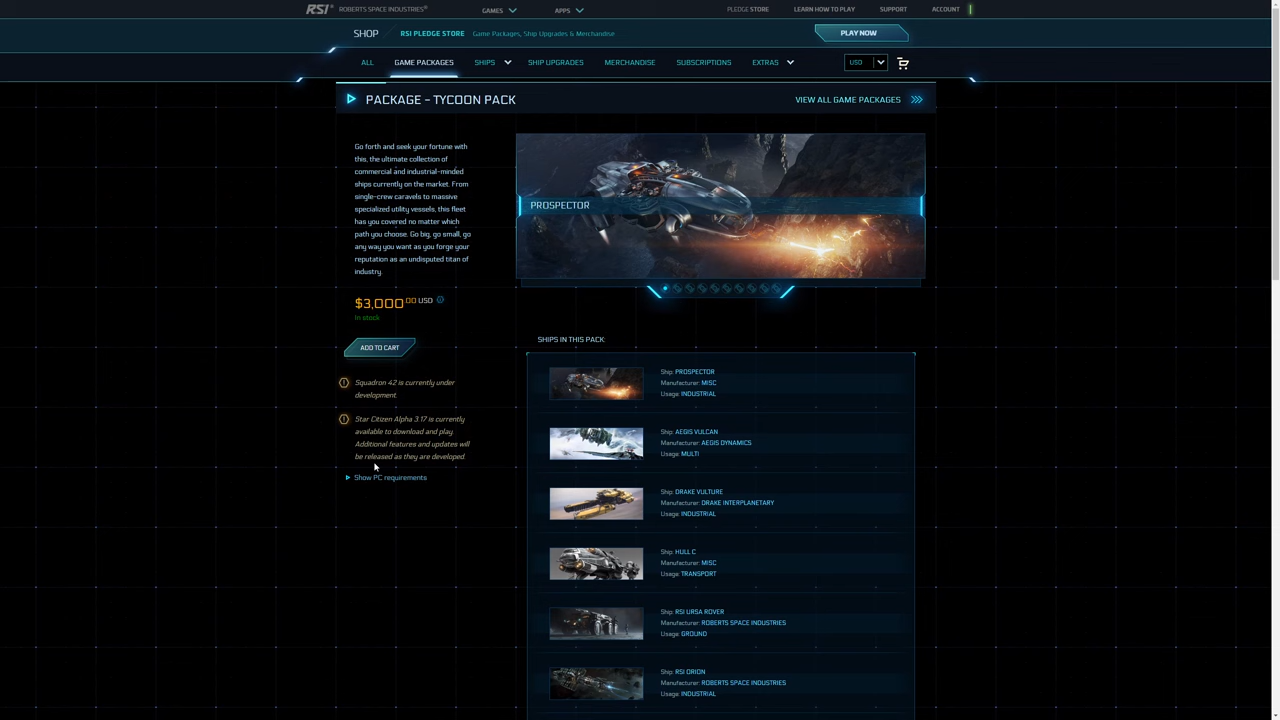 RSI® ROBERTS SPACE INDUSTRIES® GAMES APPS PLEDGE STORE LEARN HOW TO PLAY SUPPORT ACCOUNT
SHOP RSI PLEDGE STORE Game Packages, Ship Upgrades & Merchandise PLAY NOW
ALL GAME PACKAGES SHIPS SHIP UPGRADES MERCHANDISE SUBSCRIPTIONS EXTRAS USD
PACKAGE - TYCOON PACK VIEW ALL GAME PACKAGES
Go forth and seek your fortune with
this, the ultimate collection of
commercial and industrial-minded
ships currently on the market. From
single-crew caravels to massive
specialized utility vessels, this fleet
has you covered no matter which
path you choose. Go big, go small, go
any way you want as you forge your
reputation as an undisputed titan of
industry.
$3,000 00 USD
In stock
ADD TO CART
Squadron 42 is currently under
development.
Star Citizen Alpha 3.17 is currently
available to download and play.
Additional features and updates will
be released as they are developed.
Show PC requirements
PROSPECTOR
SHIPS IN THIS PACK:
Ship: PROSPECTOR
Manufacturer: MISC
Usage: INDUSTRIAL
Ship: AEGIS VULCAN
Manufacturer: AEGIS DYNAMICS
Usage: MULTI
Ship: DRAKE VULTURE
Manufacturer: DRAKE INTERPLANETARY
Usage: INDUSTRIAL
Ship: HULL C
Manufacturer: MISC
Usage: TRANSPORT
Ship: RSI URSA ROVER
Manufacturer: ROBERTS SPACE INDUSTRIES
Usage: GROUND
Ship: RSI ORION
Manufacturer: ROBERTS SPACE INDUSTRIES
Usage: INDUSTRIAL